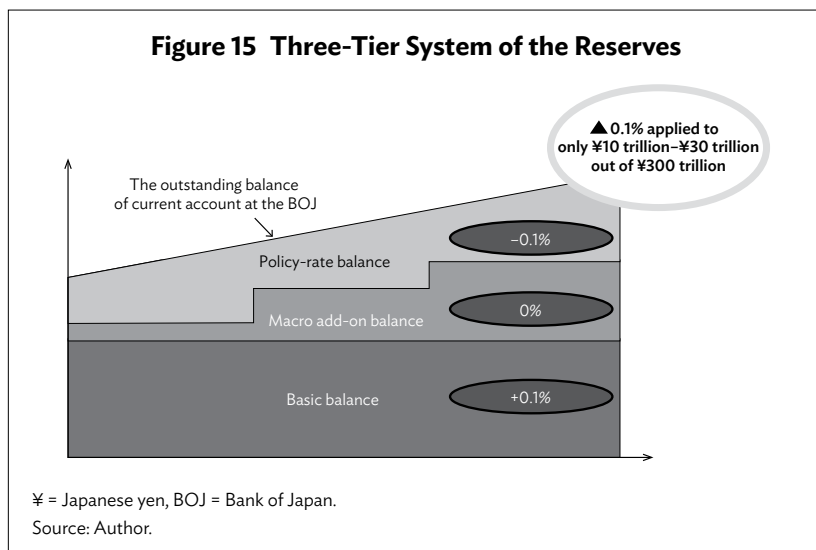 Figure 15 Three-Tier System of the Reserves
▲ 0.1% applied to
only ¥10 trillion–¥30 trillion
out of ¥300 trillion
The outstanding balance
of current account at the BOJ
–0.1%
Policy-rate balance
0%
Macro add-on balance
+0.1%
Basic balance
¥ = Japanese yen, BOJ = Bank of Japan.
Source: Author.